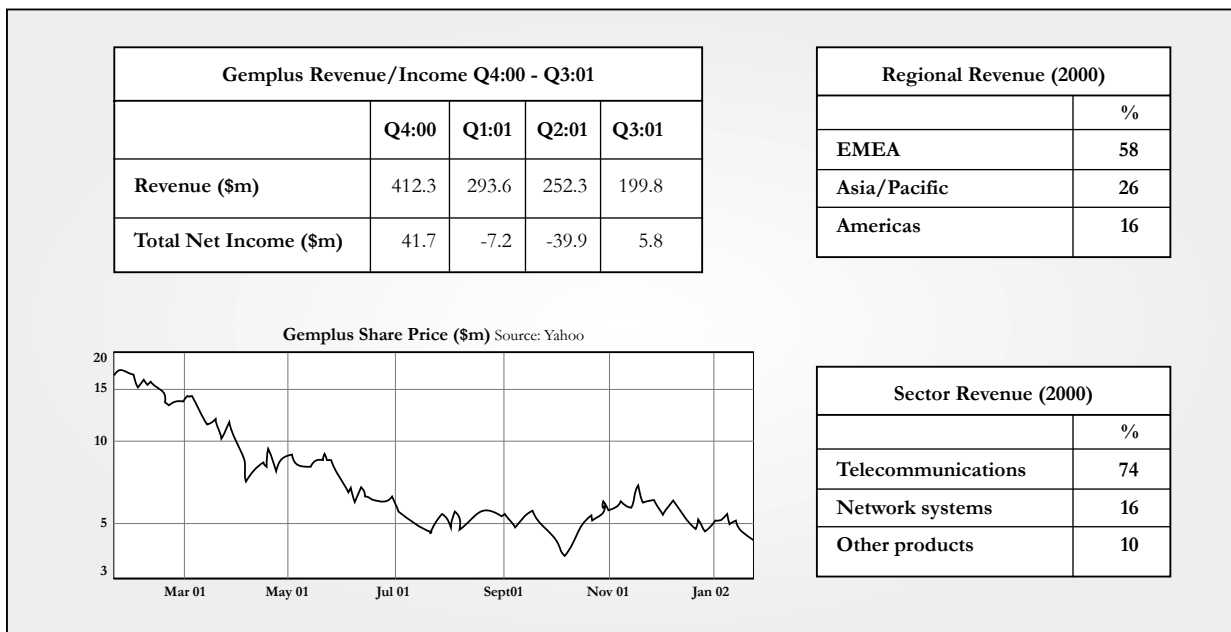 Gemplus Revenue/Income Q4:00 - Q3:01
Q4:00 Q1:01 Q2:01 Q3:01
Revenue ($m) 412.3 293.6 252.3 199.8
Total Net Income ($m) 41.7 -7.2 -39.9 5.8
Regional Revenue (2000)
%
EMEA 58
Asia/Pacific 26
Americas 16
Gemplus Share Price ($m) Source: Yahoo
20
15
10
5
3
Mar 01 May 01 Jul 01 Sept01 Nov 01 Jan 02
Sector Revenue (2000)
%
Telecommunications 74
Network systems 16
Other products 10